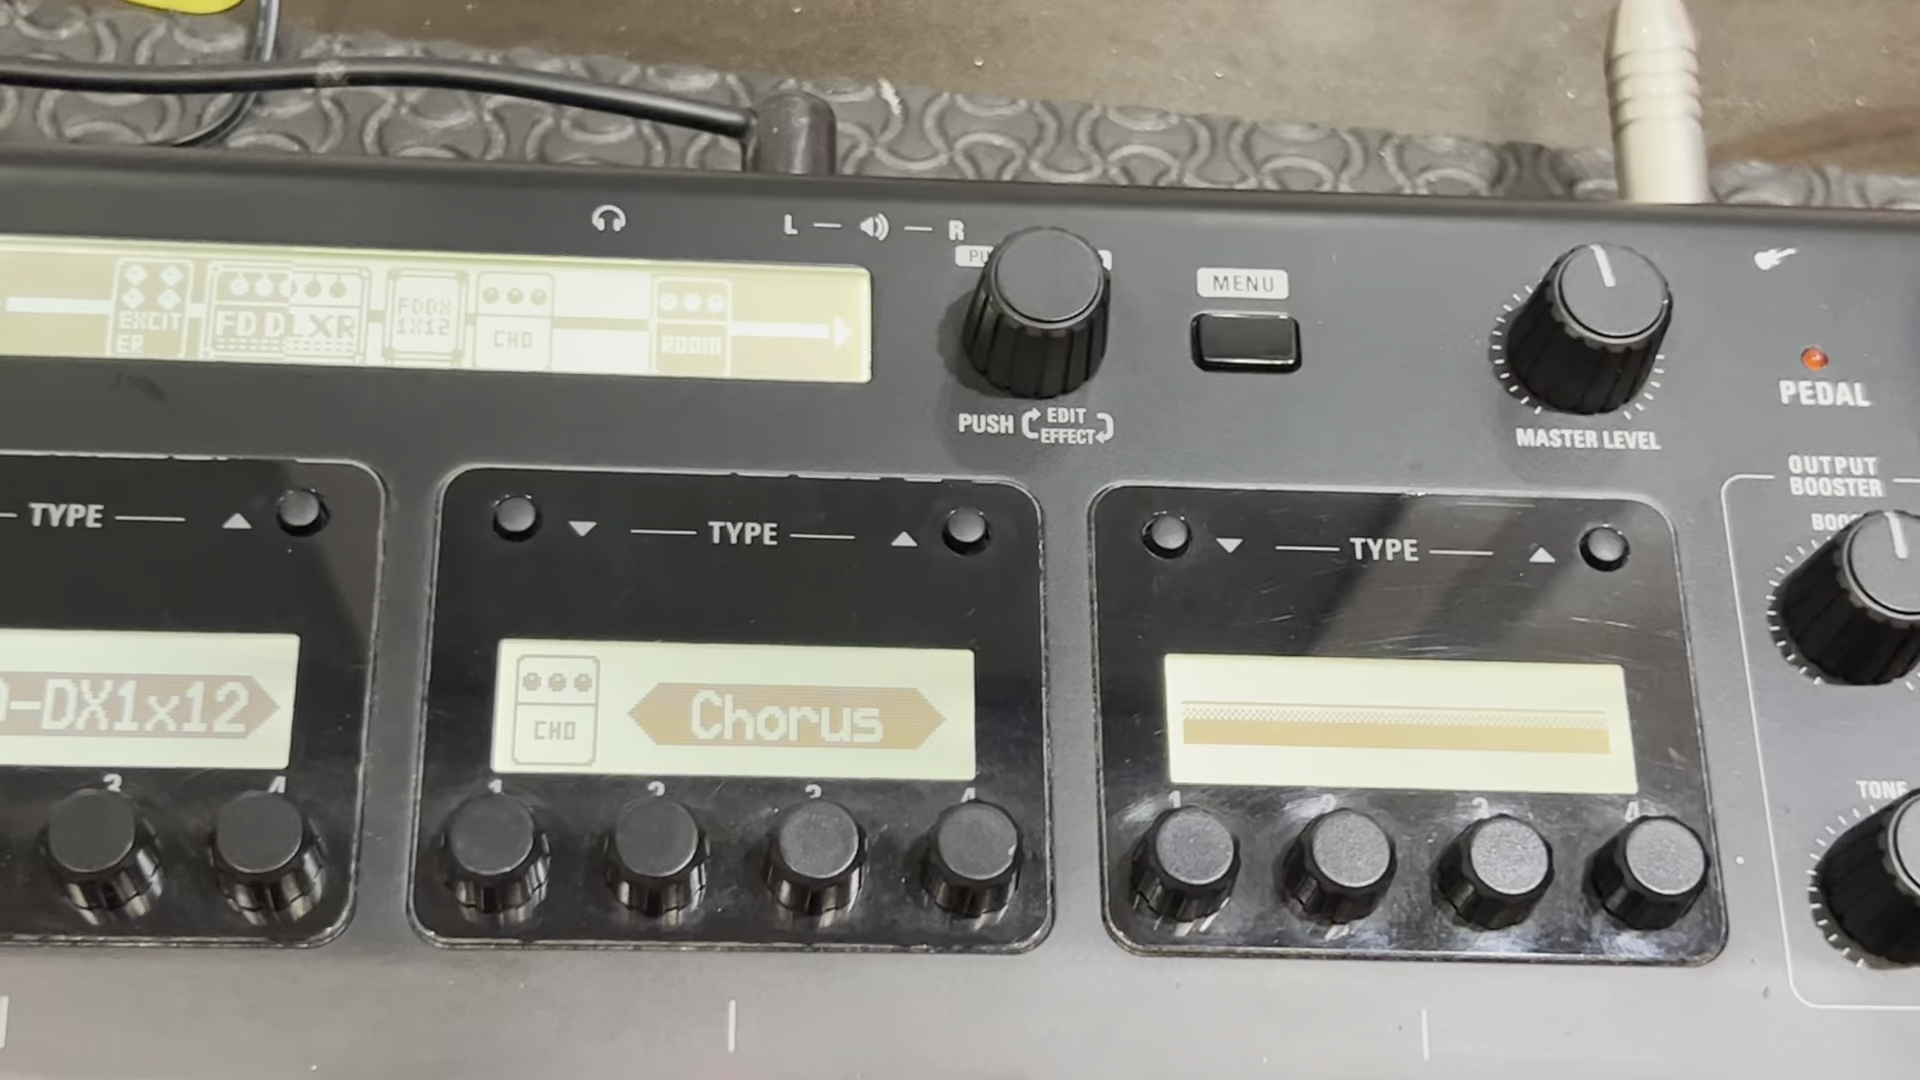 L R
MENU
EXCIT
ER
FD DLXR
FDDX
1X12
CHO
ROOM
PUSH EDIT
EFFECT
MASTER LEVEL
PEDAL
OUTPUT
BOOSTER
TYPE
TYPE
TYPE
-DX1x12
CHO
Chorus
3 4
1 2 3 4
1 2 3 4
TONE